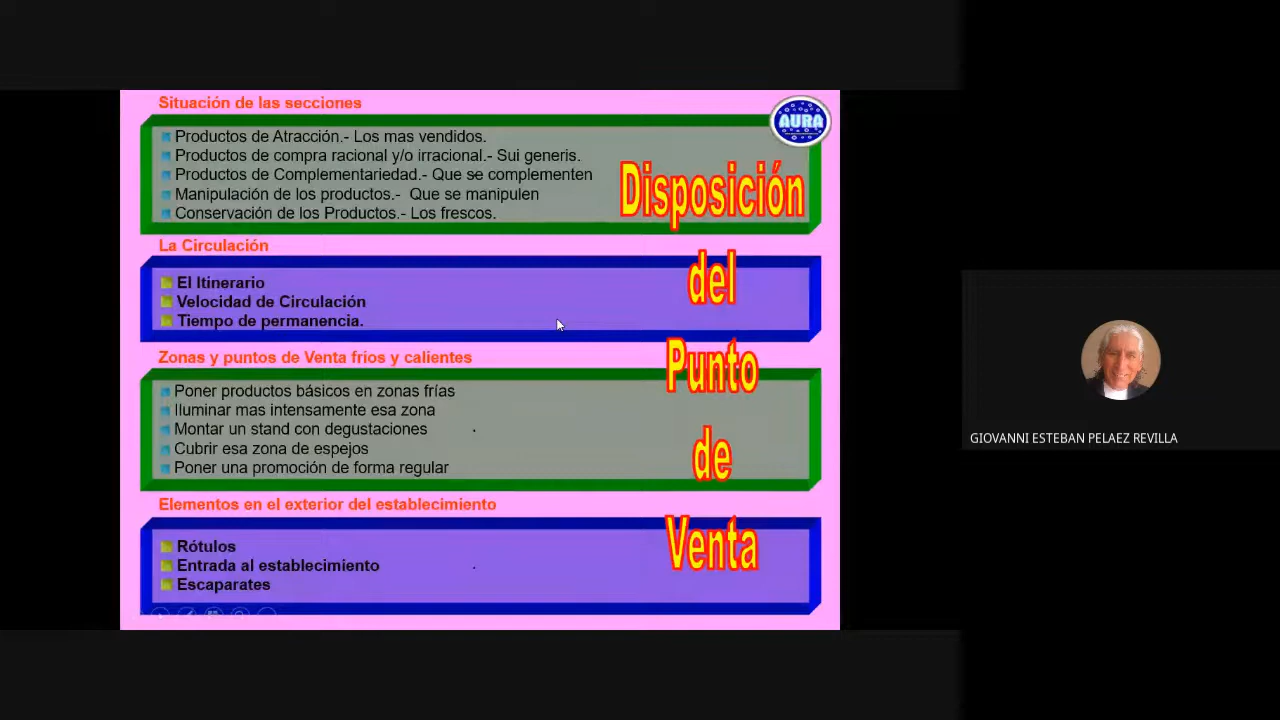 Situación de las secciones
AURA
Productos de Atracción.- Los mas vendidos.
Productos de compra racional y/o irracional.- Sui generis.
Productos de Complementariedad.- Que se complementen
Manipulación de los productos.- Que se manipulen
Conservación de los Productos.- Los frescos.
La Circulación
El Itinerario
Velocidad de Circulación
Tiempo de permanencia.
Zonas y puntos de Venta fríos y calientes
Poner productos básicos en zonas frías
Iluminar mas intensamente esa zona
Montar un stand con degustaciones
Cubrir esa zona de espejos
Poner una promoción de forma regular
Elementos en el exterior del establecimiento
Rótulos
Entrada al establecimiento
Escaparates
Disposición
del
Punto
de
Venta
GIOVANNI ESTEBAN PELAEZ REVILLA